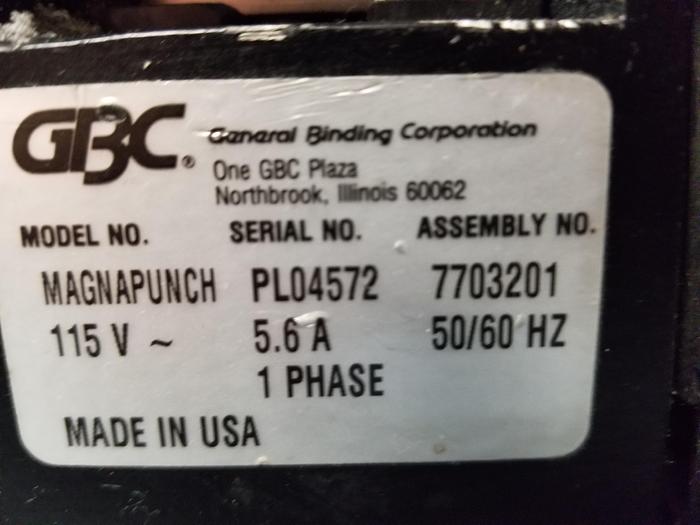 GBC® General Binding Corporation
One GBC Plaza
Northbrook, Illinois 60062
MODEL NO. SERIAL NO. ASSEMBLY NO.
MAGNAPUNCH PL04572 7703201
115 V ~ 5.6 A 50/60 HZ
1 PHASE
MADE IN USA